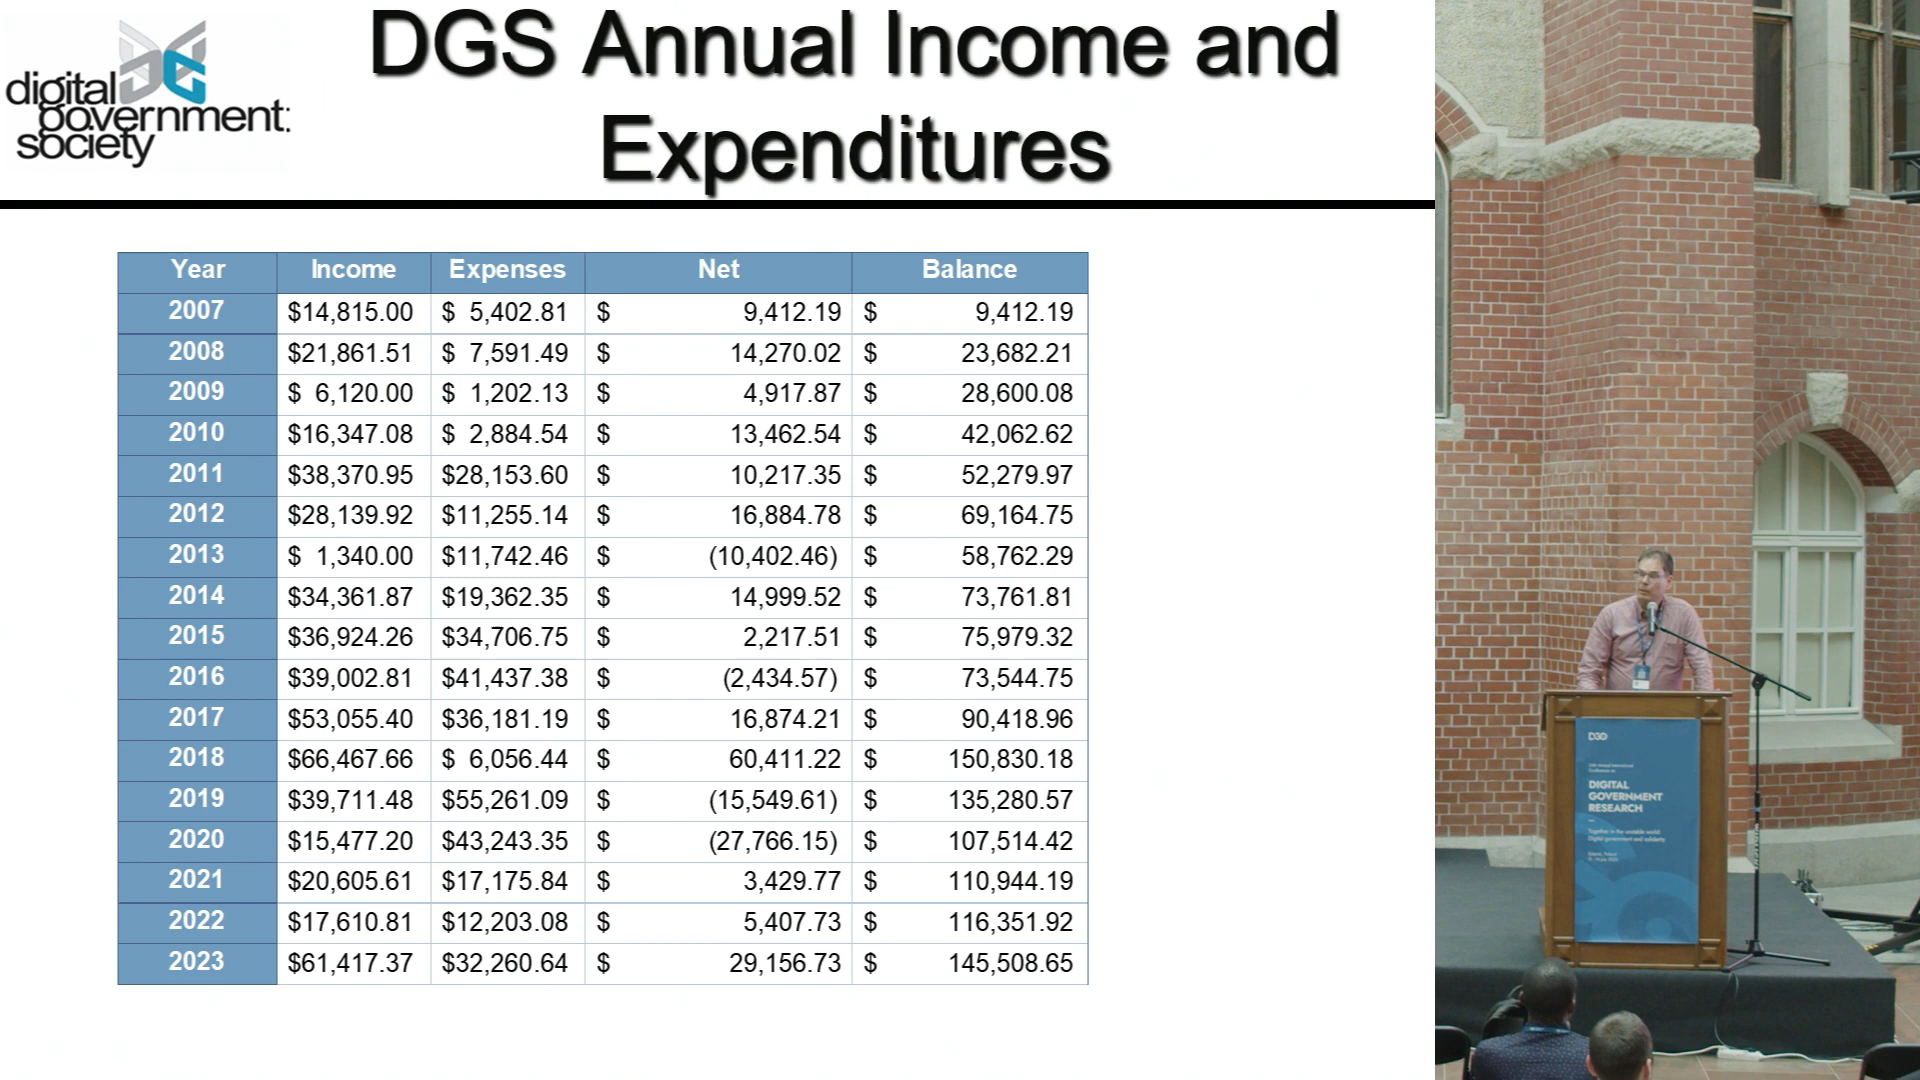 digital
government:
society
DGS Annual Income and
Expenditures
Year Income Expenses Net Balance
2007 $14,815.00 $ 5,402.81 $ 9,412.19 $ 9,412.19
2008 $21,861.51 $ 7,591.49 $ 14,270.02 $ 23,682.21
2009 $ 6,120.00 $ 1,202.13 $ 4,917.87 $ 28,600.08
2010 $16,347.08 $ 2,884.54 $ 13,462.54 $ 42,062.62
2011 $38,370.95 $28,153.60 $ 10,217.35 $ 52,279.97
2012 $28,139.92 $11,255.14 $ 16,884.78 $ 69,164.75
2013 $ 1,340.00 $11,742.46 $ (10,402.46) $ 58,762.29
2014 $34,361.87 $19,362.35 $ 14,999.52 $ 73,761.81
2015 $36,924.26 $34,706.75 $ 2,217.51 $ 75,979.32
2016 $39,002.81 $41,437.38 $ (2,434.57) $ 73,544.75
2017 $53,055.40 $36,181.19 $ 16,874.21 $ 90,418.96
2018 $66,467.66 $ 6,056.44 $ 60,411.22 $ 150,830.18
2019 $39,711.48 $55,261.09 $ (15,549.61) $ 135,280.57
2020 $15,477.20 $43,243.35 $ (27,766.15) $ 107,514.42
2021 $20,605.61 $17,175.84 $ 3,429.77 $ 110,944.19
2022 $17,610.81 $12,203.08 $ 5,407.73 $ 116,351.92
2023 $61,417.37 $32,260.64 $ 29,156.73 $ 145,508.65
DIGITAL
GOVERNMENT
RESEARCH
Together in the unstable world:
Digital government and solidarity